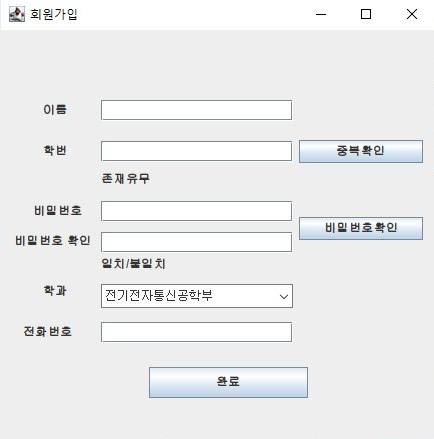 회원가입
이름
학번 중복확인
존재유무
비밀번호
비밀번호확인
비밀번호 확인
일치/불일치
학과 전기전자통신공학부
전화번호
완료